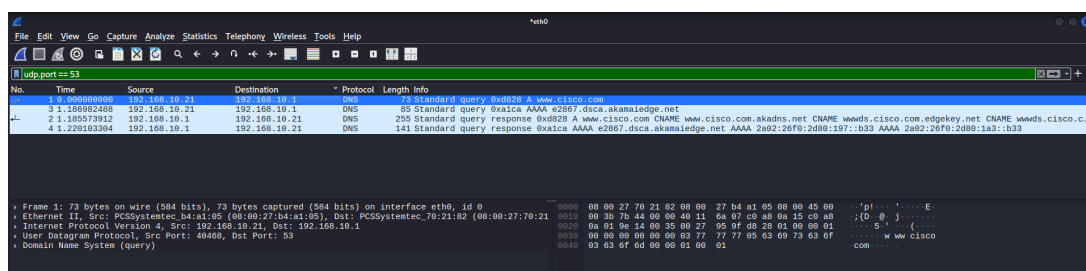 *eth0
File Edit View Go Capture Analyze Statistics Telephony Wireless Tools Help
udp.port == 53
No. Time Source Destination Protocol Length Info
1 0.000000000 192.168.10.21 192.168.10.1 DNS 73 Standard query 0xd828 A www.cisco.com
3 1.186982488 192.168.10.21 192.168.10.1 DNS 85 Standard query 0xa1ca AAAA e2867.dsca.akamaiedge.net
2 1.185573912 192.168.10.1 192.168.10.21 DNS 255 Standard query response 0xd828 A www.cisco.com CNAME www.cisco.com.akadns.net CNAME wwwds.cisco.com.edgekey.net CNAME wwwds.cisco.c…
4 1.220103304 192.168.10.1 192.168.10.21 DNS 141 Standard query response 0xa1ca AAAA e2867.dsca.akamaiedge.net AAAA 2a02:26f0:2d80:197::b33 AAAA 2a02:26f0:2d80:1a3::b33
Frame 1: 73 bytes on wire (584 bits), 73 bytes captured (584 bits) on interface eth0, id 0
Ethernet II, Src: PCSSystemtec_b4:a1:05 (08:00:27:b4:a1:05), Dst: PCSSystemtec_70:21:82 (08:00:27:70:21
Internet Protocol Version 4, Src: 192.168.10.21, Dst: 192.168.10.1
User Datagram Protocol, Src Port: 40468, Dst Port: 53
Domain Name System (query)
0000 08 00 27 70 21 82 08 00 27 b4 a1 05 08 00 45 00 ··'p!··· '·····E·
0010 00 3b 7b 44 00 00 40 11 6a 07 c0 a8 0a 15 c0 a8 ·;{D··@· j·······
0020 0a 01 9e 14 00 35 00 27 95 9f d8 28 01 00 00 01 ·····5·' ···(····
0030 00 00 00 00 00 00 03 77 77 77 05 63 69 73 63 6f ·······w ww·cisco
0040 03 63 6f 6d 00 00 01 00 01 ·com···· ·